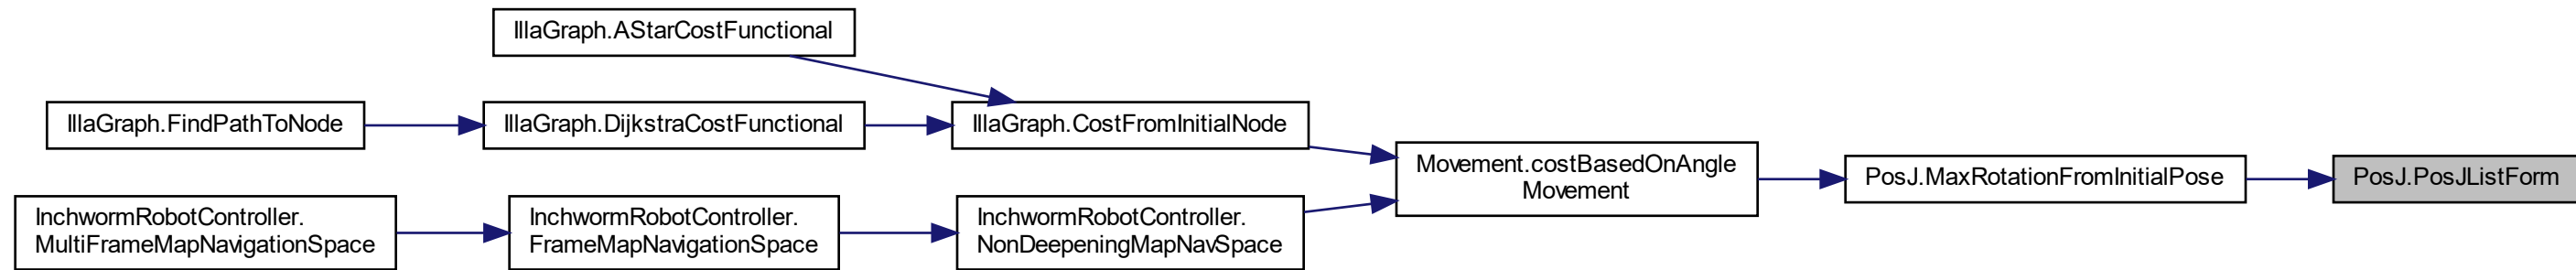 IllaGraph.AStarCostFunctional
IllaGraph.FindPathToNode
IllaGraph.DijkstraCostFunctional
IllaGraph.CostFromInitialNode
Movement.costBasedOnAngle
Movement
PosJ.MaxRotationFromInitialPose
PosJ.PosJListForm
InchwormRobotController.
MultiFrameMapNavigationSpace
InchwormRobotController.
FrameMapNavigationSpace
InchwormRobotController.
NonDeepeningMapNavSpace